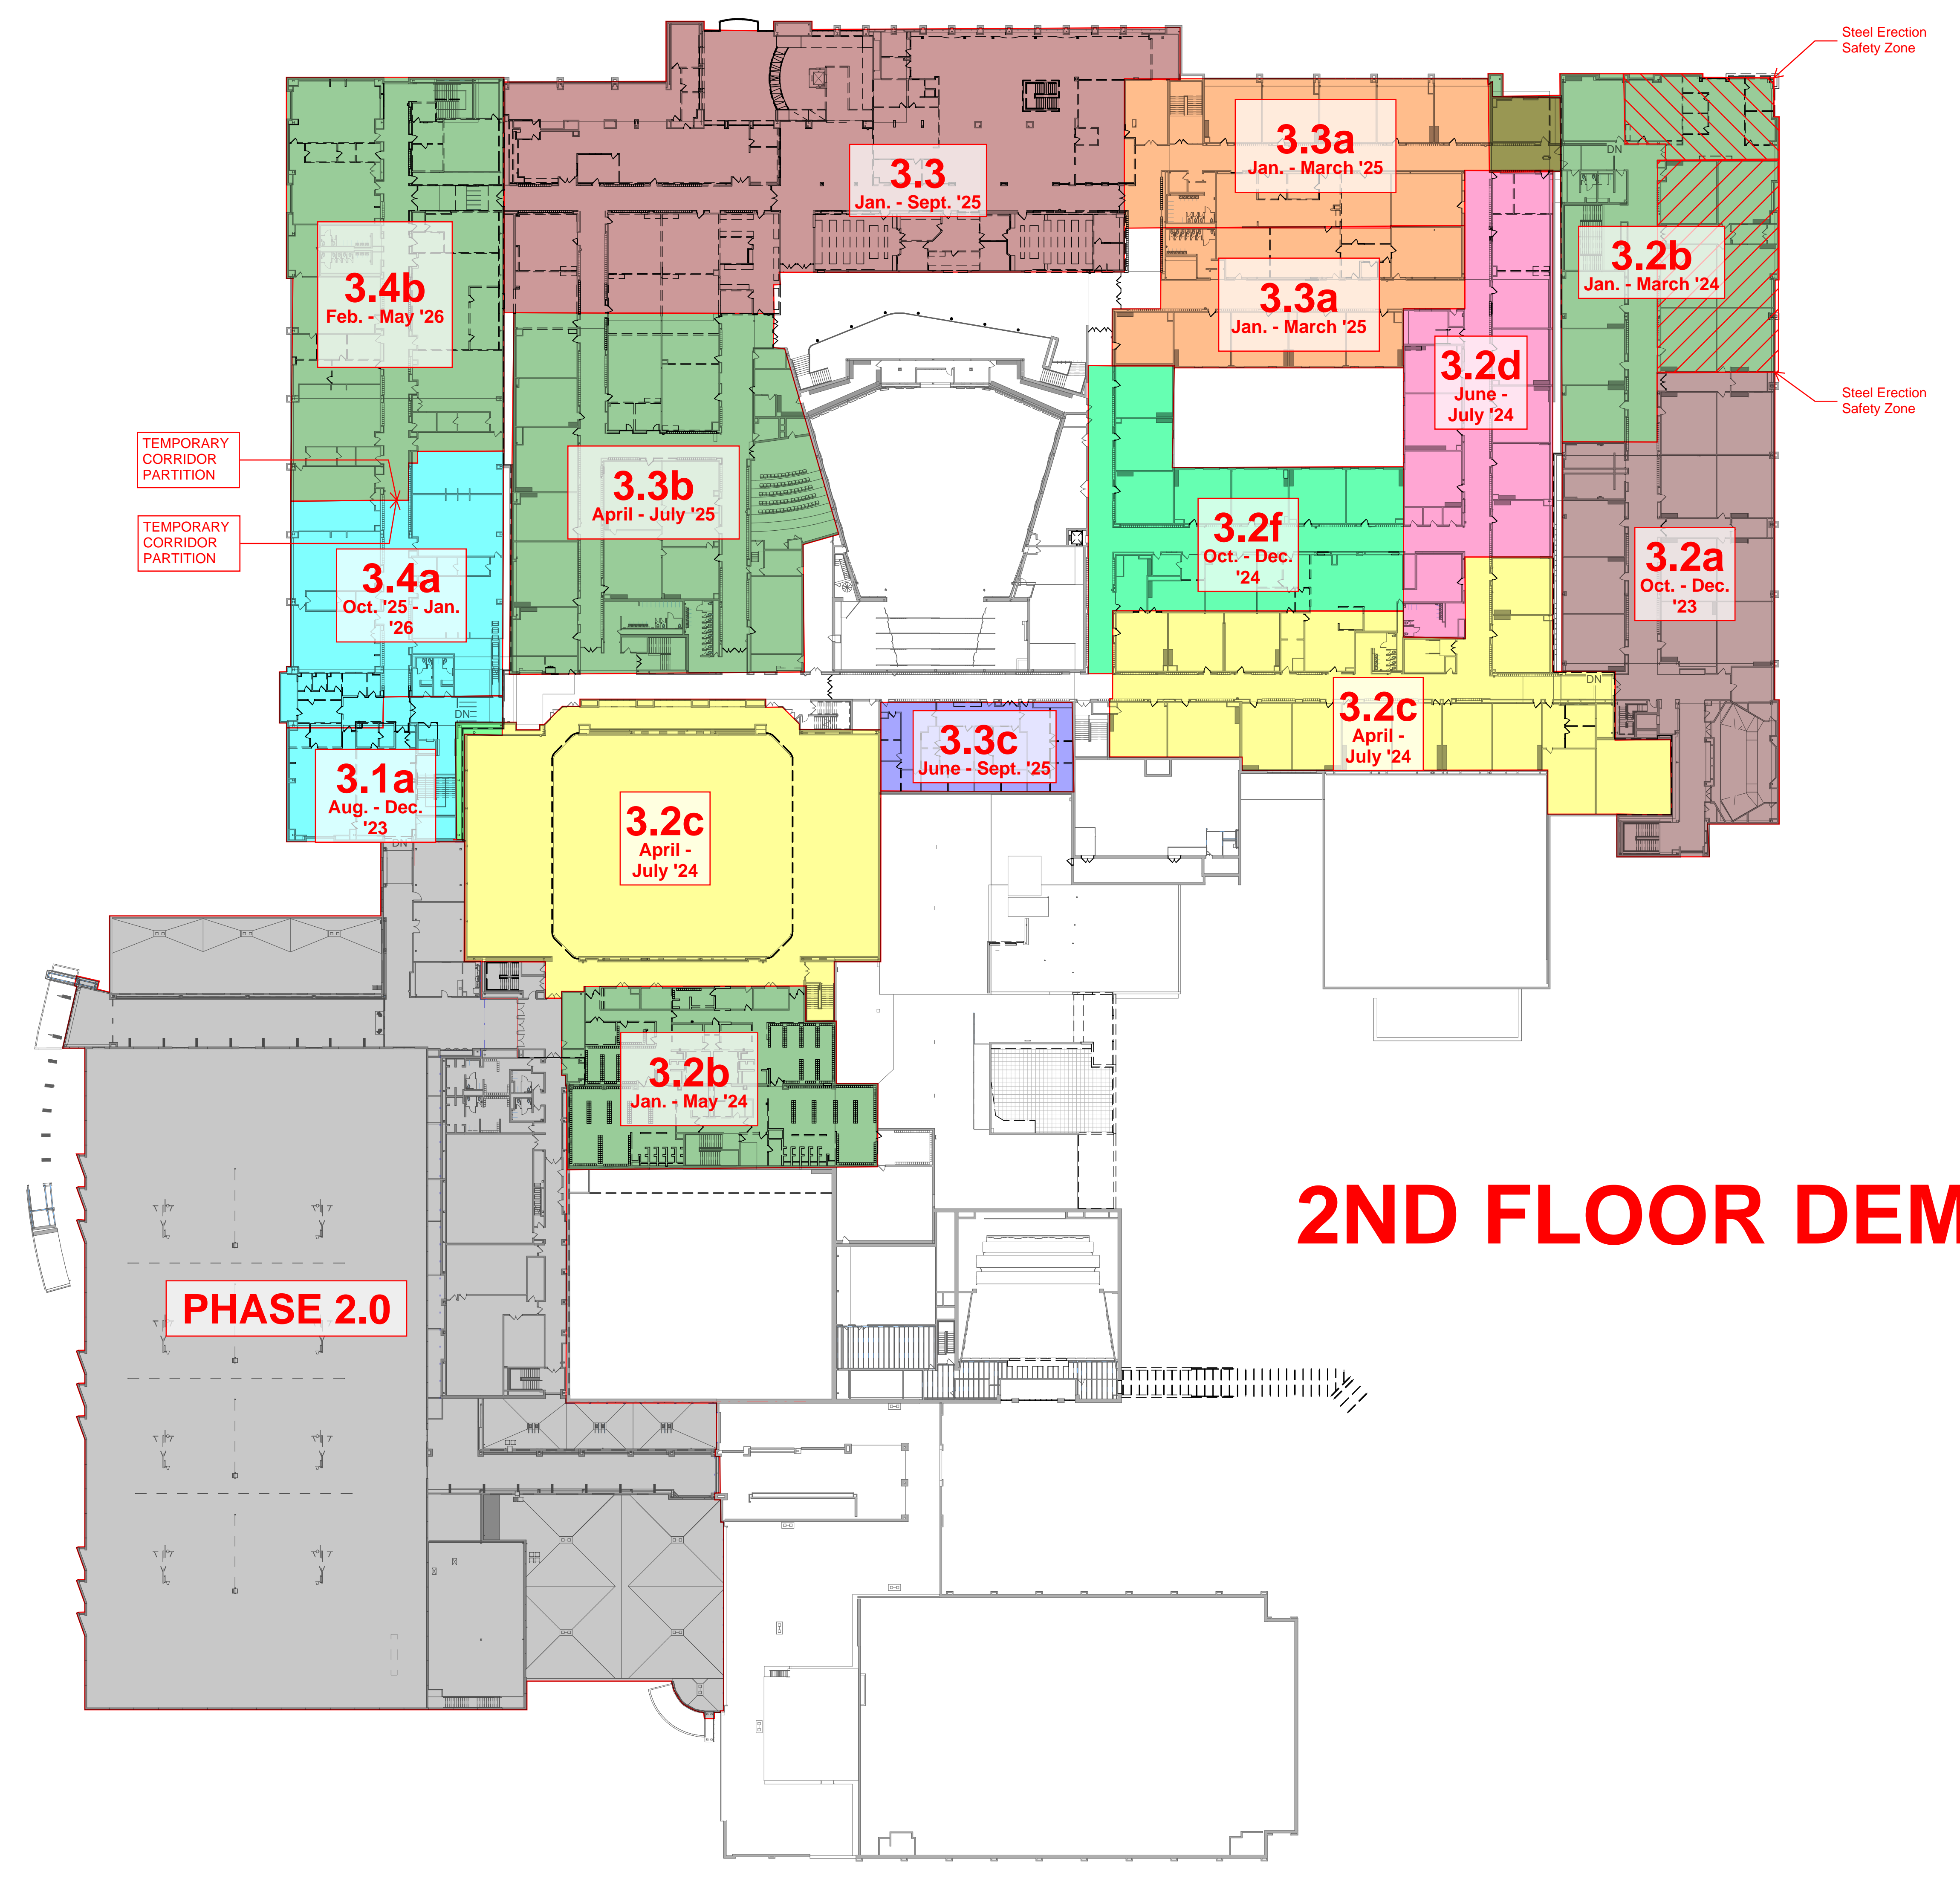 Steel Erection
Safety Zone
3.3a
Jan. - March '25
3.3
Jan. - Sept. '25
DN
3.4b
Feb. - May '26
3.2b
Jan. - March '24
3.3a
Jan. - March '25
3.2d
June -
July '24
Steel Erection
Safety Zone
TEMPORARY
CORRIDOR
PARTITION
3.3b
April - July '25
TEMPORARY
CORRIDOR
PARTITION
3.2f
Oct. - Dec.
'24
3.2a
Oct. - Dec.
'23
3.4a
Oct. '25 - Jan.
'26
DN
DN
3.2c
April -
July '24
3.3c
June - Sept. '25
3.1a
Aug. - Dec.
'23
DN
3.2c
April -
July '24
3.2b
Jan. - May '24
2ND FLOOR DEM
PHASE 2.0